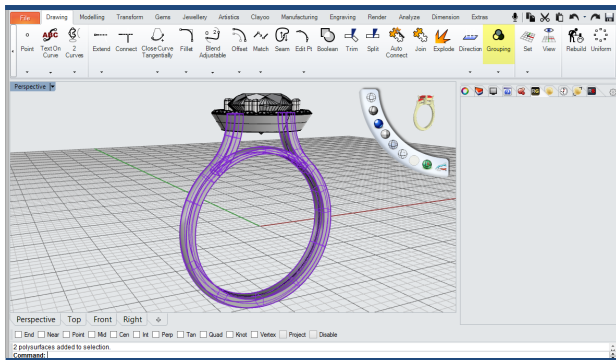 File Drawing Modelling Transform Gems Jewellery Artistica Clayoo Manufacturing Engraving Render Analyze Dimension Extras
Point Text On Curve 2 Curves Extend Connect Close Curve Tangentially Fillet Blend Adjustable Offset Match Seam Edit Pt Boolean Trim Split Auto Connect Join Explode Direction Grouping Set View Rebuild Uniform
Perspective
Perspective Top Front Right
End Near Point Mid Cen Int Perp Tan Quad Knot Vertex Project Disable
2 polysurfaces added to selection.
Command: